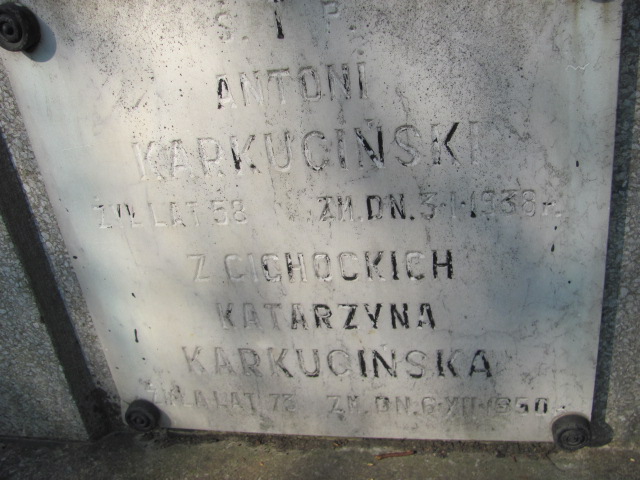 Ś. † P.
ANTONI
KARKUCIŃSKI
ŻYŁ LAT 58 ZM. DN. 3·I·1938 r.
Z CICHOCKICH
KATARZYNA
KARKUCIŃSKA
ŻYŁA LAT 73 ZM. DN. 6·XII·1950